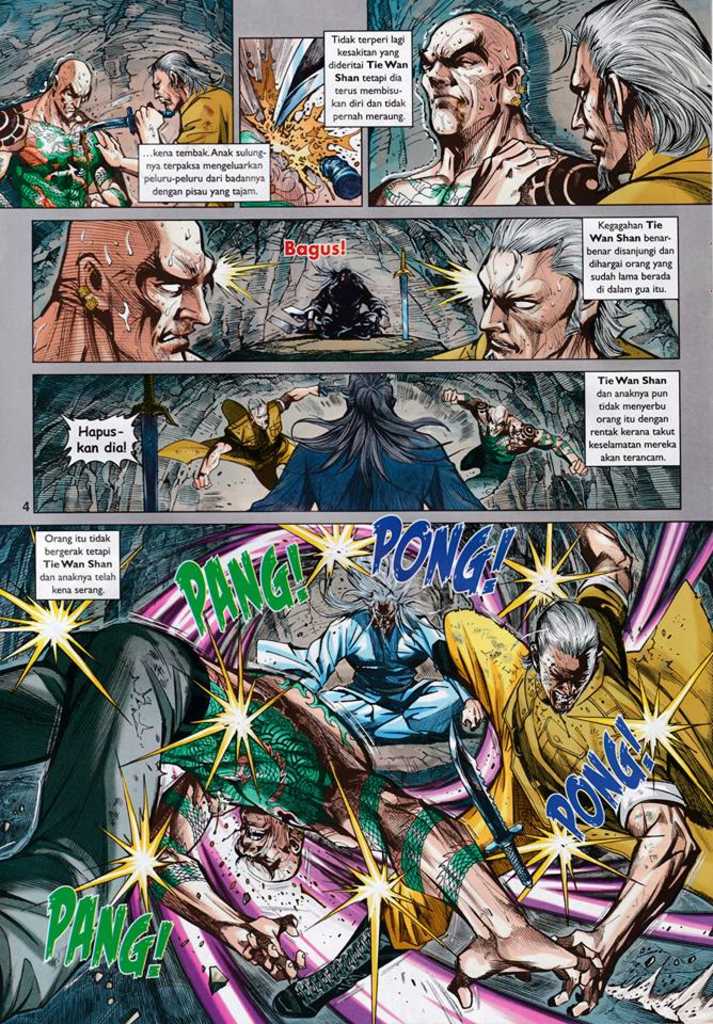 ...kan tembak. Anak
sulungnya terpaksa mengeluarkan
peluru-peluru dari badannya
dengan pisau yang tajam.
Tidak terperi lagi
kesakitan yang
dideritai Tie Wan
Shan tetapi dia
terus membisu-
kan diri dan tidak
meraung.
Bagus!
Kegagahan Tie
Wan Shan benar-
benar disanjungi dan
dihargai orang yang
sudah lama berada
di dalam gua itu.
Hapus-
kan dia!
Tie Wan Shan
dan anaknya pun
tidak menyerbu
orang itu dengan
rentak kerana takut
keselamatan mereka
akan terancam.
4
Orang itu tidak
bergerak tetapi
Tie Wan Shan
dan anaknya telah
kena serang.
PANG!
PONG!
PONG!
PANG!